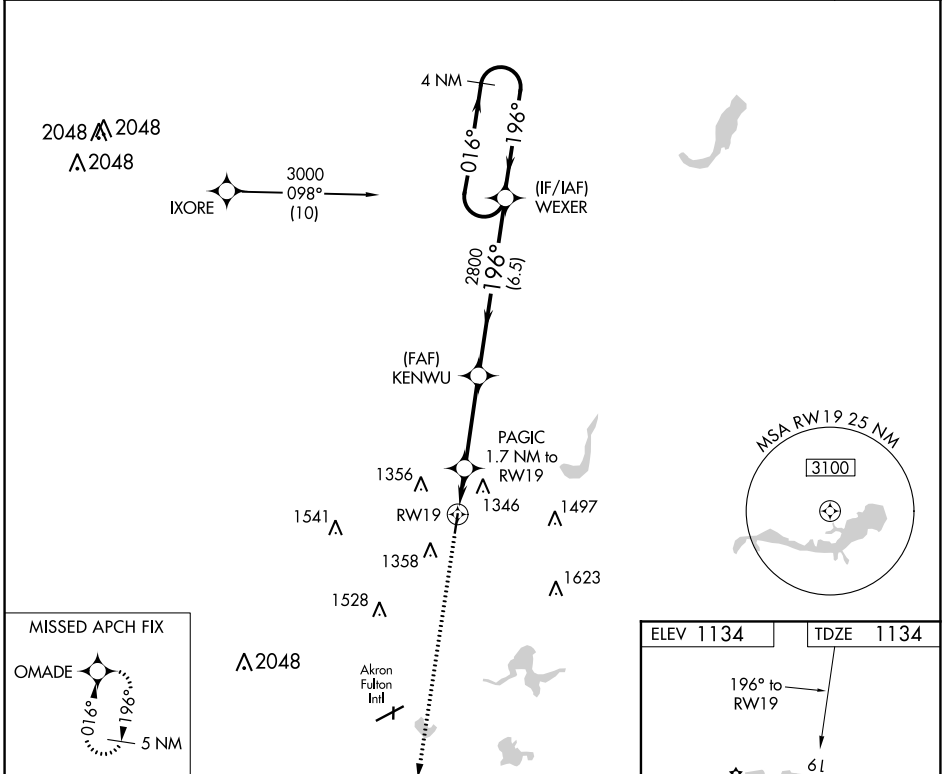 4 NM
016°
196°
2048 2048
2048
3000
098°
(10)
IXORE
(IF/IAF)
WEXER
2800
196°
(6.5)
(FAF)
KENWU
PAGIC
1.7 NM to
RW19
1356
1346
1497
1541
RW19
1358
1623
1528
2048
Akron
Fulton
Intl
MSA RW19 25 NM
3100
MISSED APCH FIX
OMADE
016°
196°
5 NM
ELEV 1134
TDZE 1134
196° to
RW19
19